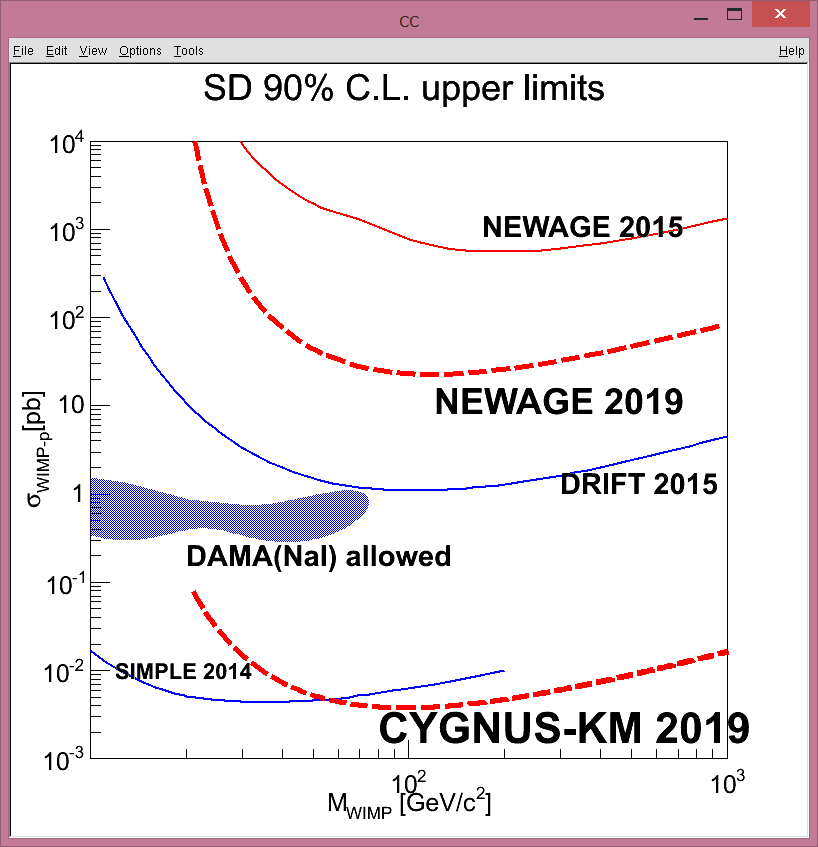 CC
File Edit View Options Tools Help
SD 90% C.L. upper limits
10^4
NEWAGE 2015
10^3
10^2
NEWAGE 2019
10
σ_WIMP-p[pb]
DRIFT 2015
1
DAMA(NaI) allowed
10^-1
SIMPLE 2014
10^-2
CYGNUS-KM 2019
10^-3
10^2
10^3
M_WIMP [GeV/c^2]